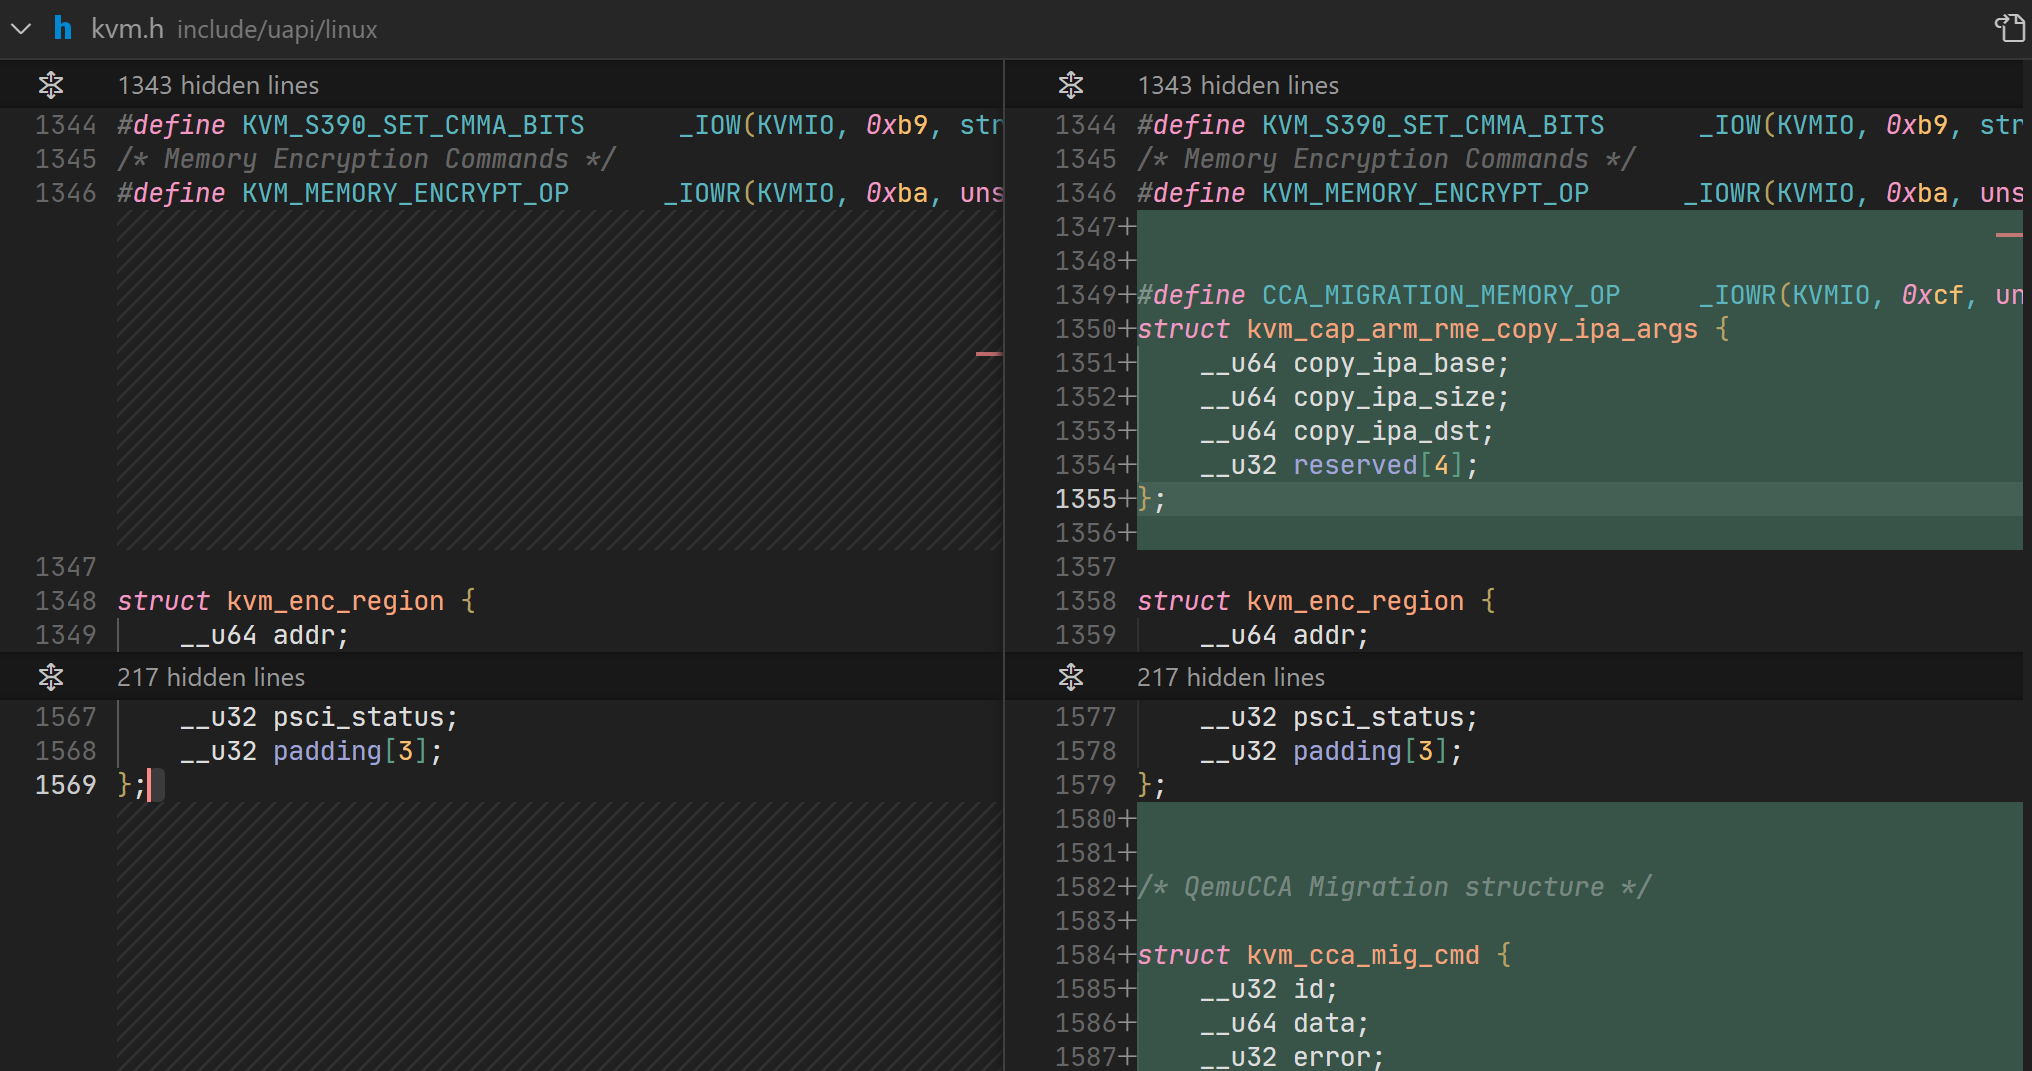 kvm.h include/uapi/linux
1343 hidden lines
1344 #define KVM_S390_SET_CMMA_BITS _IOW(KVMIO, 0xb9, str
1345 /* Memory Encryption Commands */
1346 #define KVM_MEMORY_ENCRYPT_OP _IOWR(KVMIO, 0xba, uns
1347
1348 struct kvm_enc_region {
1349 __u64 addr;
217 hidden lines
1567 __u32 psci_status;
1568 __u32 padding[3];
1569 };
1343 hidden lines
1344 #define KVM_S390_SET_CMMA_BITS _IOW(KVMIO, 0xb9, str
1345 /* Memory Encryption Commands */
1346 #define KVM_MEMORY_ENCRYPT_OP _IOWR(KVMIO, 0xba, uns
1347+
1348+
1349+#define CCA_MIGRATION_MEMORY_OP _IOWR(KVMIO, 0xcf, un
1350+struct kvm_cap_arm_rme_copy_ipa_args {
1351+ __u64 copy_ipa_base;
1352+ __u64 copy_ipa_size;
1353+ __u64 copy_ipa_dst;
1354+ __u32 reserved[4];
1355+};
1356+
1357
1358 struct kvm_enc_region {
1359 __u64 addr;
217 hidden lines
1577 __u32 psci_status;
1578 __u32 padding[3];
1579 };
1580+
1581+
1582+/* QemuCCA Migration structure */
1583+
1584+struct kvm_cca_mig_cmd {
1585+ __u32 id;
1586+ __u64 data;
1587+ __u32 error;